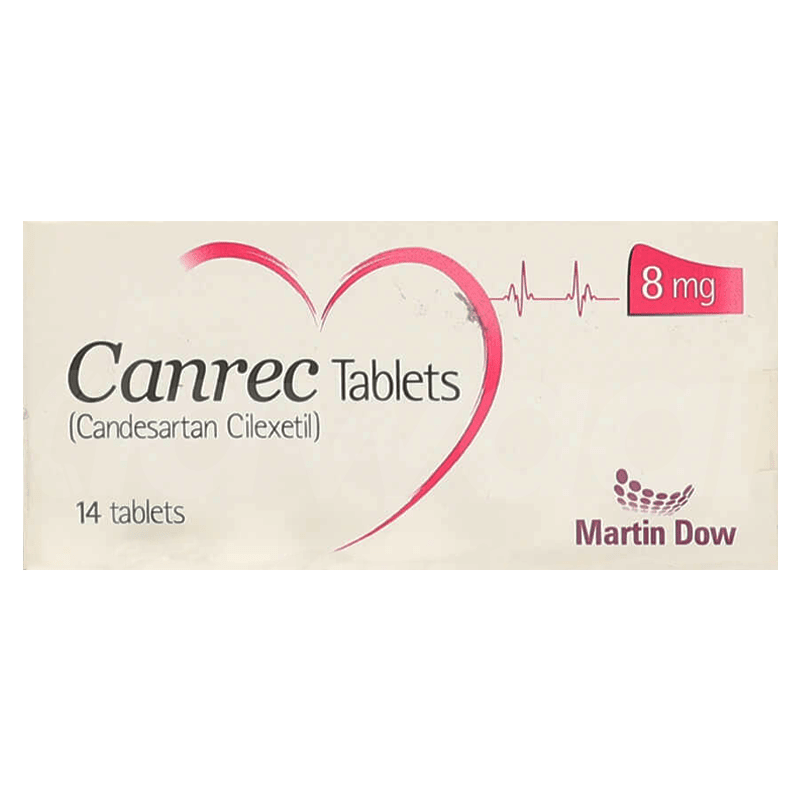 8 mg
Canrec Tablets
(Candesartan Cilexetil)
14 tablets
Martin Dow